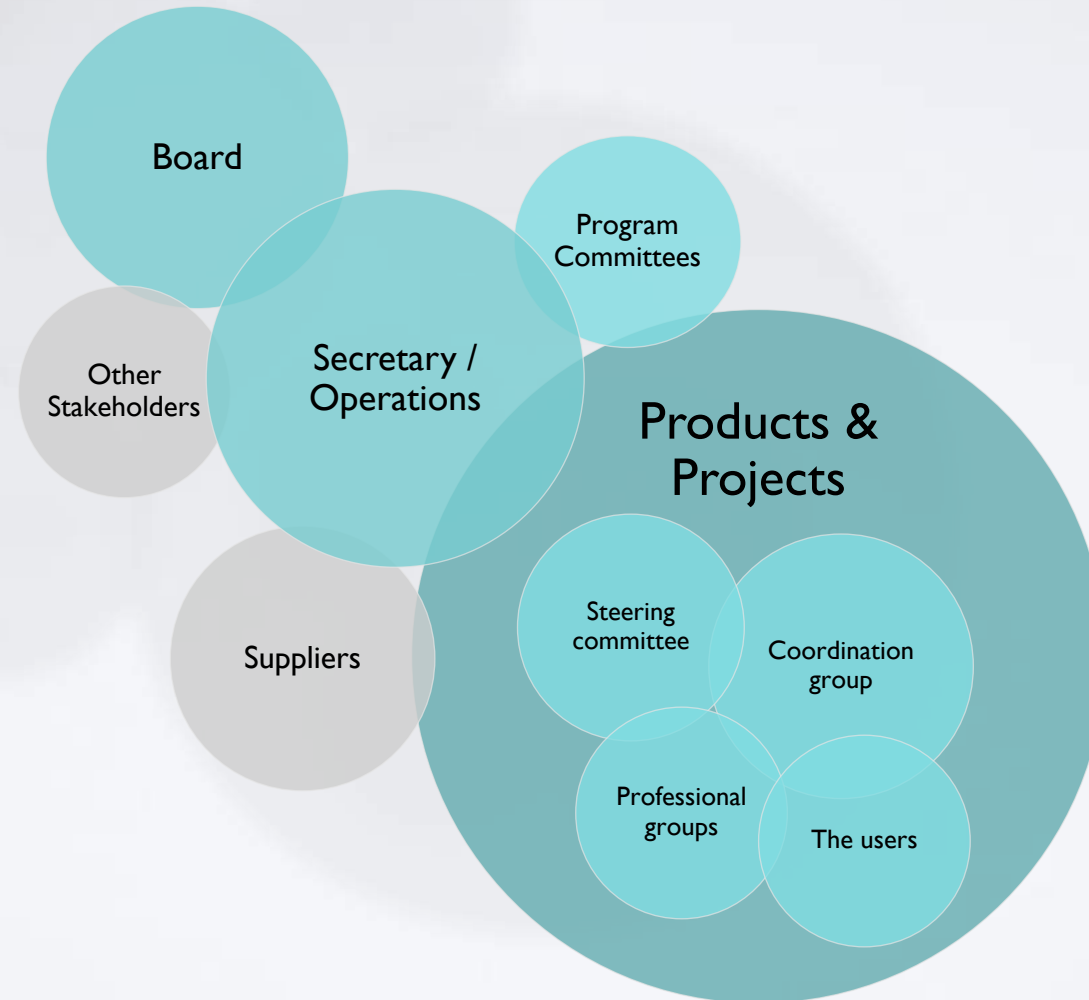 Board
Program
Committees
Secretary /
Operations
Other
Stakeholders
Products &
Projects
Steering
committee
Coordination
group
Suppliers
Professional
groups
The users